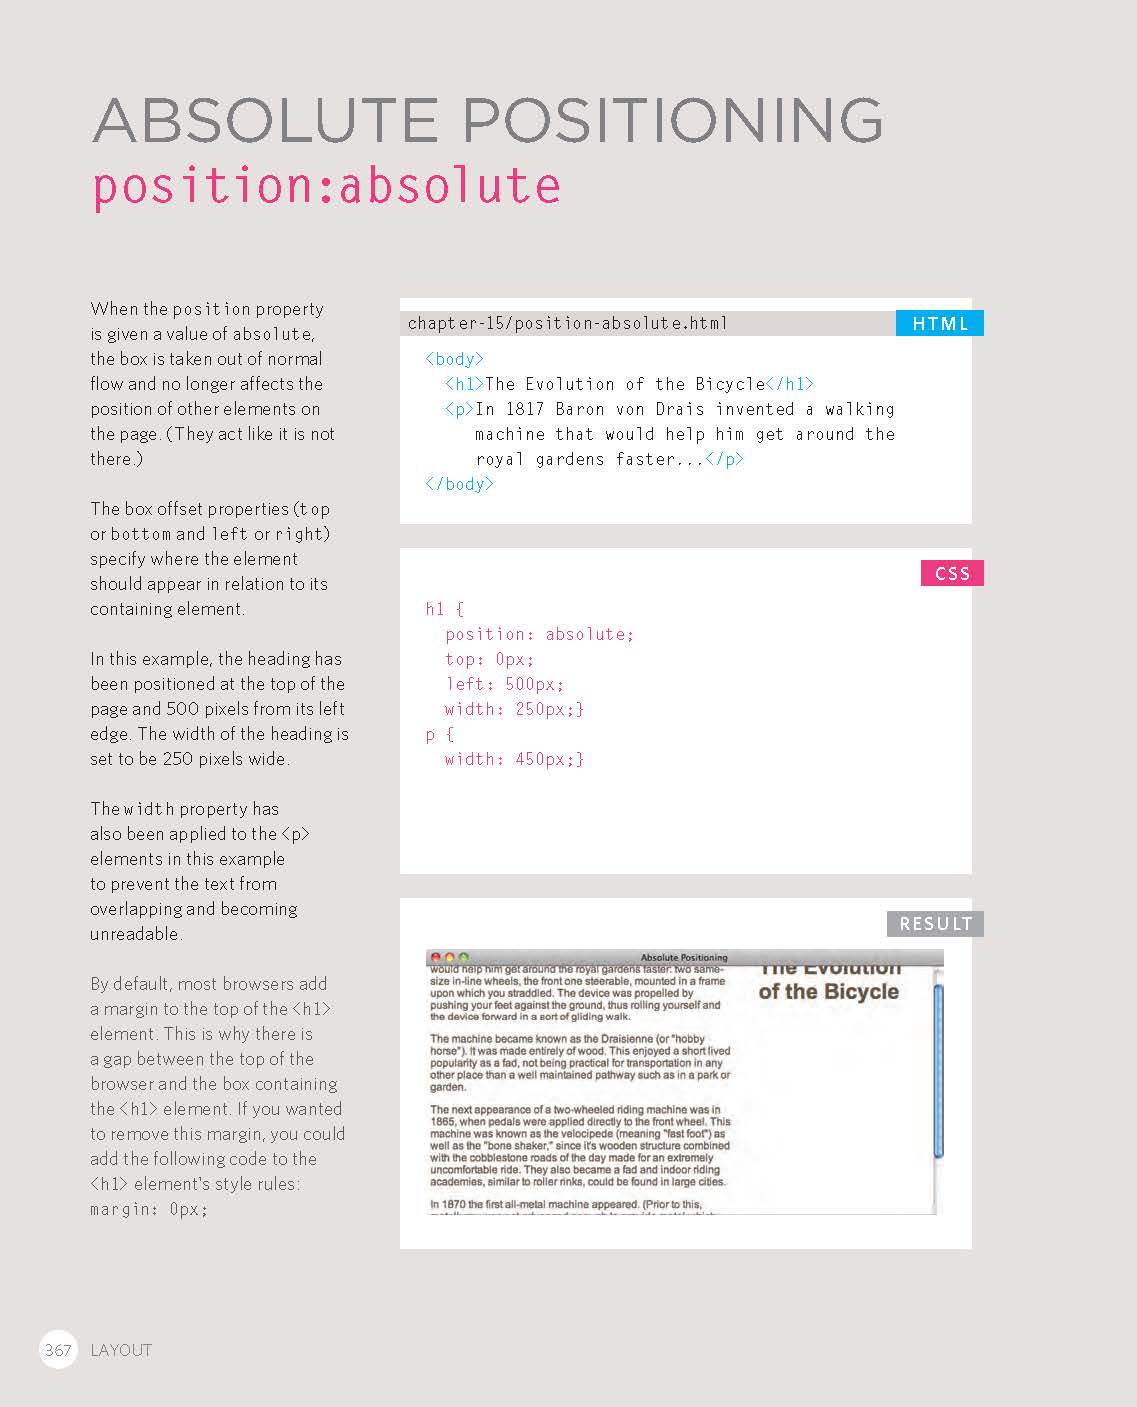 ABSOLUTE POSITIONING
position:absolute
When the position property
is given a value of absolute,
the box is taken out of normal
flow and no longer affects the
position of other elements on
the page. (They act like it is not
there.)
The box offset properties (top
or bottom and left or right)
specify where the element
should appear in relation to its
containing element.
In this example, the heading has
been positioned at the top of the
page and 500 pixels from its left
edge. The width of the heading is
set to be 250 pixels wide.
The width property has
also been applied to the <p>
elements in this example
to prevent the text from
overlapping and becoming
unreadable.
By default, most browsers add
a margin to the top of the <h1>
element. This is why there is
a gap between the top of the
browser and the box containing
the <h1> element. If you wanted
to remove this margin, you could
add the following code to the
<h1> element's style rules:
margin: 0px;
chapter-15/position-absolute.html
HTML
<body>
<h1>The Evolution of the Bicycle</h1>
<p>In 1817 Baron von Drais invented a walking
machine that would help him get around the
royal gardens faster...</p>
</body>
CSS
h1 {
position: absolute;
top: 0px;
left: 500px;
width: 250px;}
p {
width: 450px;}
RESULT
Absolute Positioning
would help him get around the royal gardens faster: two same-
size in-line wheels, the front one steerable, mounted in a frame
upon which you straddled. The device was propelled by
pushing your feet against the ground, thus rolling yourself and
the device forward in a sort of gliding walk.
The machine became known as the Draisienne (or "hobby
horse"). It was made entirely of wood. This enjoyed a short lived
popularity as a fad, not being practical for transportation in any
other place than a well maintained pathway such as in a park or
garden.
The next appearance of a two-wheeled riding machine was in
1865, when pedals were applied directly to the front wheel. This
machine was known as the velocipede (meaning "fast foot") as
well as the "bone shaker," since it's wooden structure combined
with the cobblestone roads of the day made for an extremely
uncomfortable ride. They also became a fad and indoor riding
academies, similar to roller rinks, could be found in large cities.
In 1870 the first all-metal machine appeared. (Prior to this,
The Evolution
of the Bicycle
367 LAYOUT